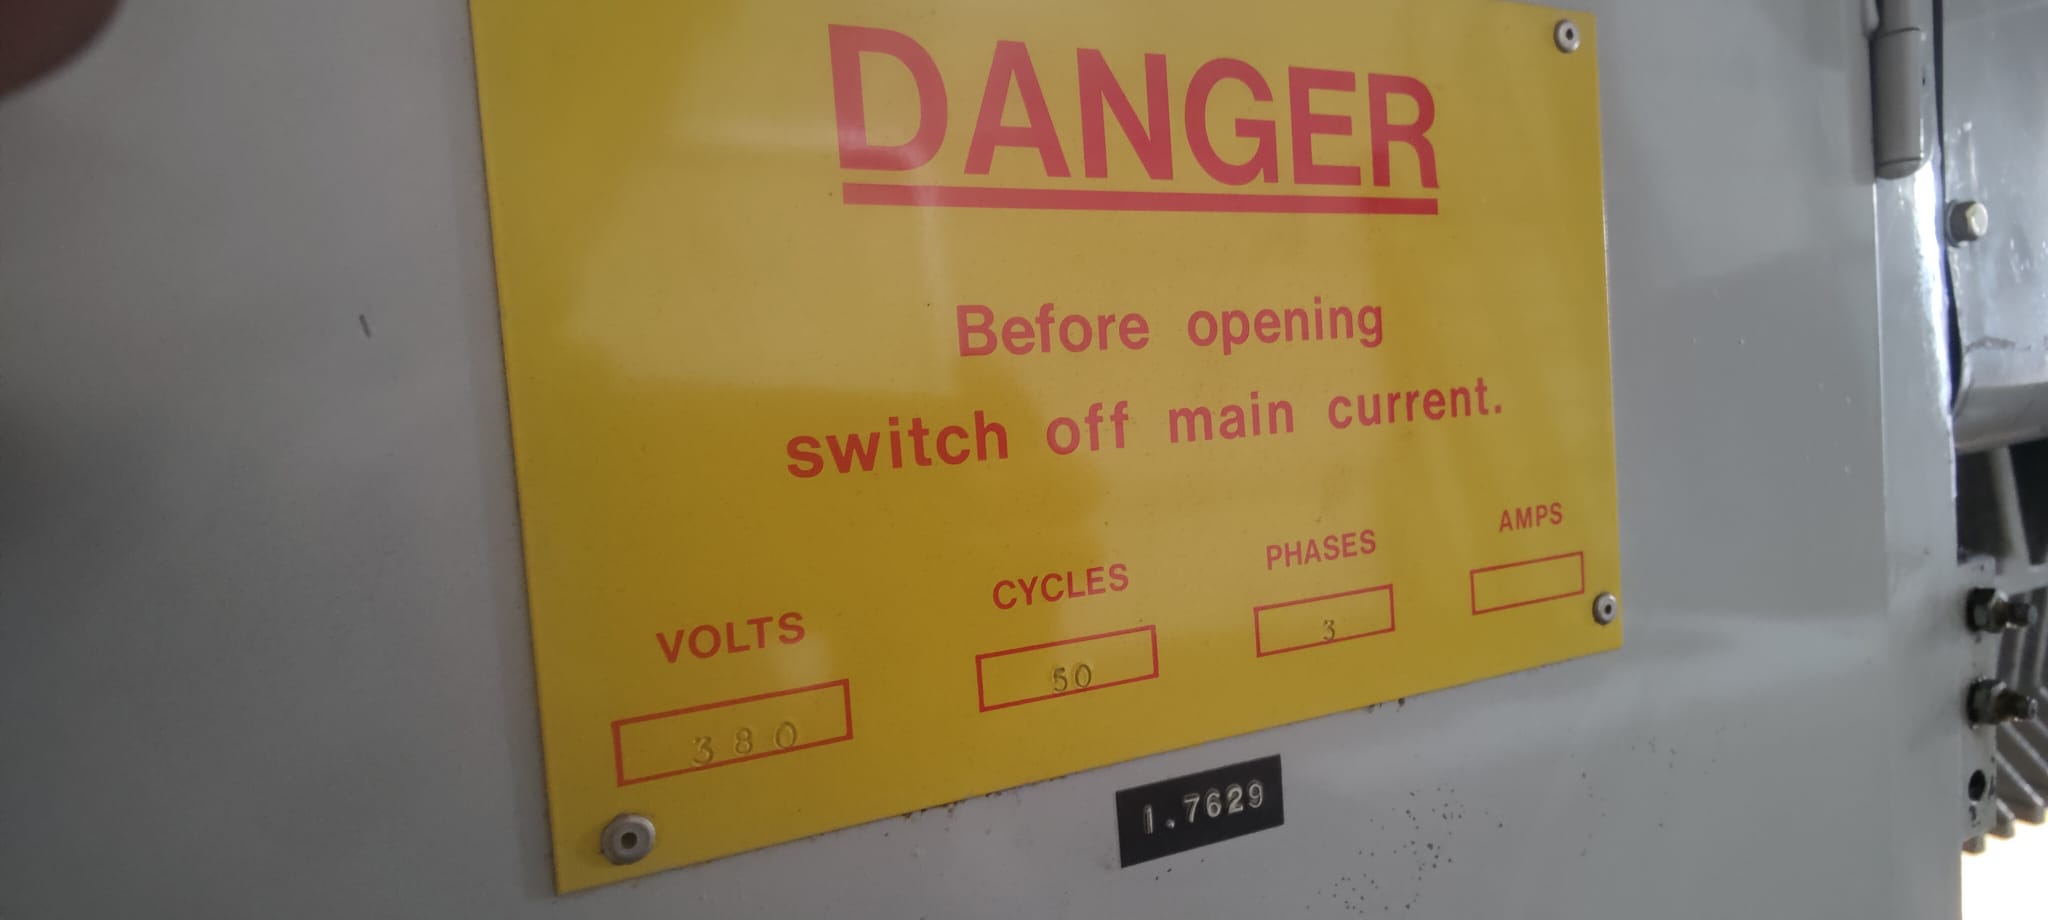 DANGER
Before opening
switch off main current.
VOLTS CYCLES PHASES AMPS
380 50 3
1.7629